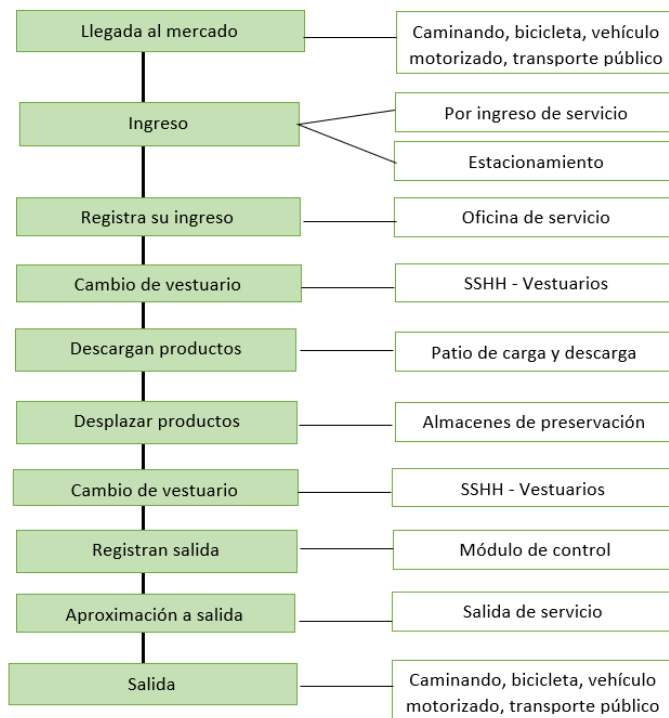 Llegada al mercado
Caminando, bicicleta, vehículo
motorizado, transporte público
Ingreso
Por ingreso de servicio
Estacionamiento
Registra su ingreso
Oficina de servicio
Cambio de vestuario
SSHH - Vestuarios
Descargan productos
Patio de carga y descarga
Desplazar productos
Almacenes de preservación
Cambio de vestuario
SSHH - Vestuarios
Registran salida
Módulo de control
Aproximación a salida
Salida de servicio
Salida
Caminando, bicicleta, vehículo
motorizado, transporte público